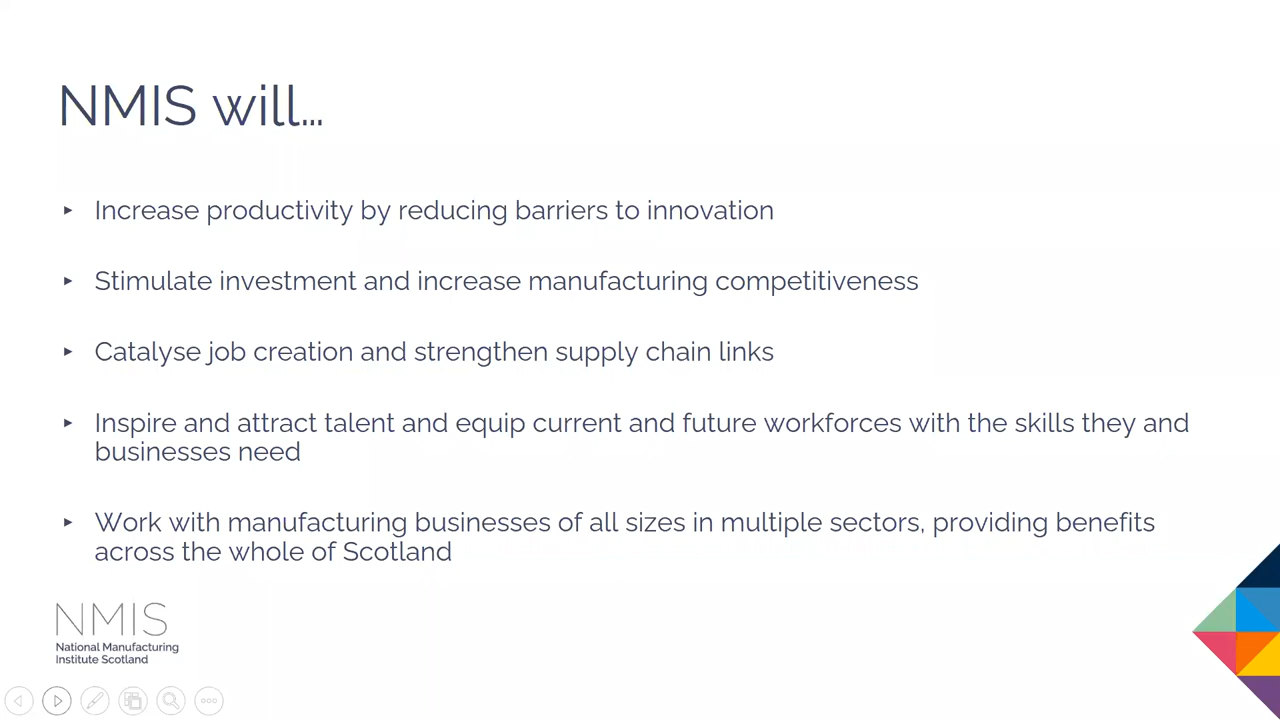 NMIS will...
▸ Increase productivity by reducing barriers to innovation
▸ Stimulate investment and increase manufacturing competitiveness
▸ Catalyse job creation and strengthen supply chain links
▸ Inspire and attract talent and equip current and future workforces with the skills they and
businesses need
▸ Work with manufacturing businesses of all sizes in multiple sectors, providing benefits
across the whole of Scotland
NMIS
National Manufacturing
Institute Scotland